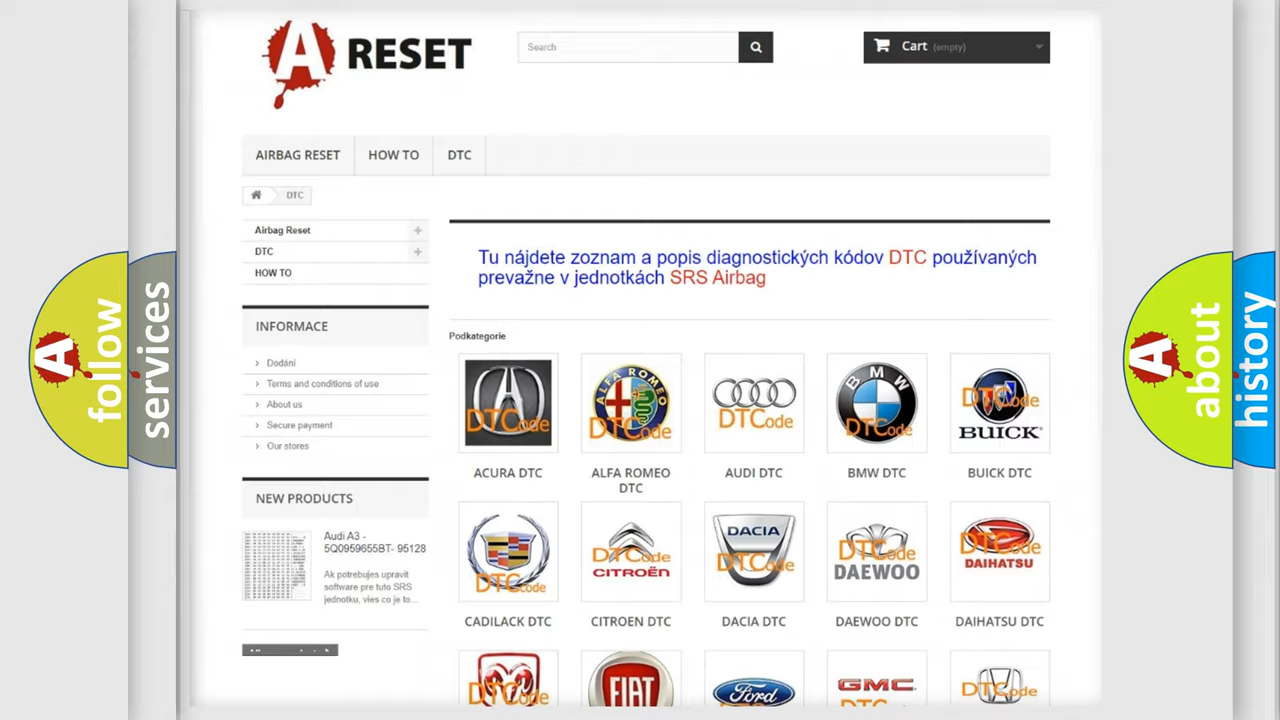 A RESET
Search
Cart (empty)
AIRBAG RESET
HOW TO
DTC
DTC
Airbag Reset
DTC
HOW TO
INFORMACE
Dodání
Terms and conditions of use
About us
Secure payment
Our stores
NEW PRODUCTS
Audi A3 -
5Q0959655BT- 95128
Ak potrebujes upravit
software pre tuto SRS
jednotku, vies co je to...
Tu nájdete zoznam a popis diagnostických kódov DTC používaných
prevažne v jednotkách SRS Airbag
Podkategorie
DTCode
ALFA ROMEO
DTCode
DTCode
BMW
DTCode
DTCode
BUICK
ACURA DTC
ALFA ROMEO
DTC
AUDI DTC
BMW DTC
BUICK DTC
DTCode
DTCode
CITROËN
DACIA
DTCode
DTCode
DAEWOO
DTCode
DAIHATSU
CADILACK DTC
CITROEN DTC
DACIA DTC
DAEWOO DTC
DAIHATSU DTC
DTCode
FIAT
Ford
GMC
DTCode
A follow
services
A about
history